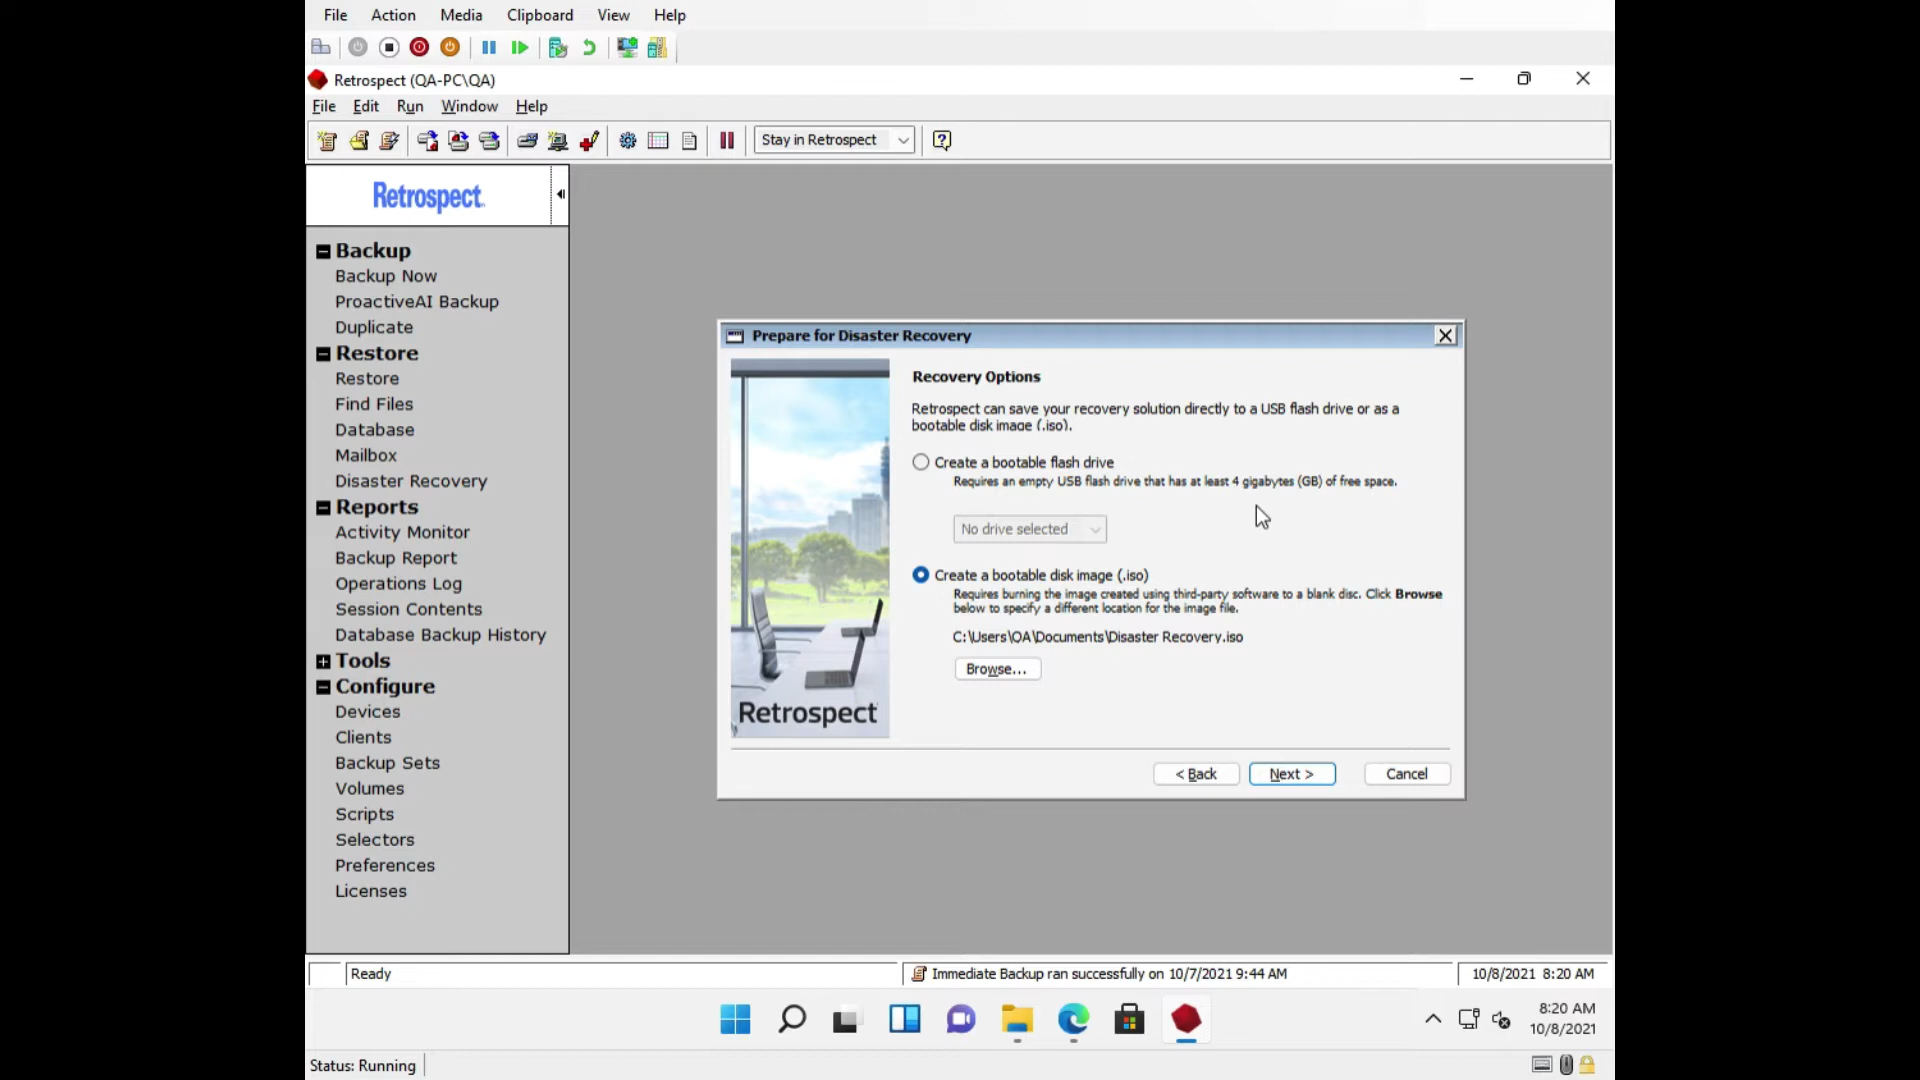 File Action Media Clipboard View Help
Retrospect (QA-PC\QA)
File Edit Run Window Help
Stay in Retrospect
Retrospect
Backup
Backup Now
ProactiveAI Backup
Duplicate
Restore
Restore
Find Files
Database
Mailbox
Disaster Recovery
Reports
Activity Monitor
Backup Report
Operations Log
Session Contents
Database Backup History
Tools
Configure
Devices
Clients
Backup Sets
Volumes
Scripts
Selectors
Preferences
Licenses
Prepare for Disaster Recovery
Recovery Options
Retrospect can save your recovery solution directly to a USB flash drive or as a
bootable disk image (.iso).
Create a bootable flash drive
Requires an empty USB flash drive that has at least 4 gigabytes (GB) of free space.
No drive selected
Create a bootable disk image (.iso)
Requires burning the image created using third-party software to a blank disc. Click Browse
below to specify a different location for the image file.
C:\Users\QA\Documents\Disaster Recovery.iso
Browse...
Retrospect
< Back Next > Cancel
Ready Immediate Backup ran successfully on 10/7/2021 9:44 AM 10/8/2021 8:20 AM
8:20 AM
10/8/2021
Status: Running